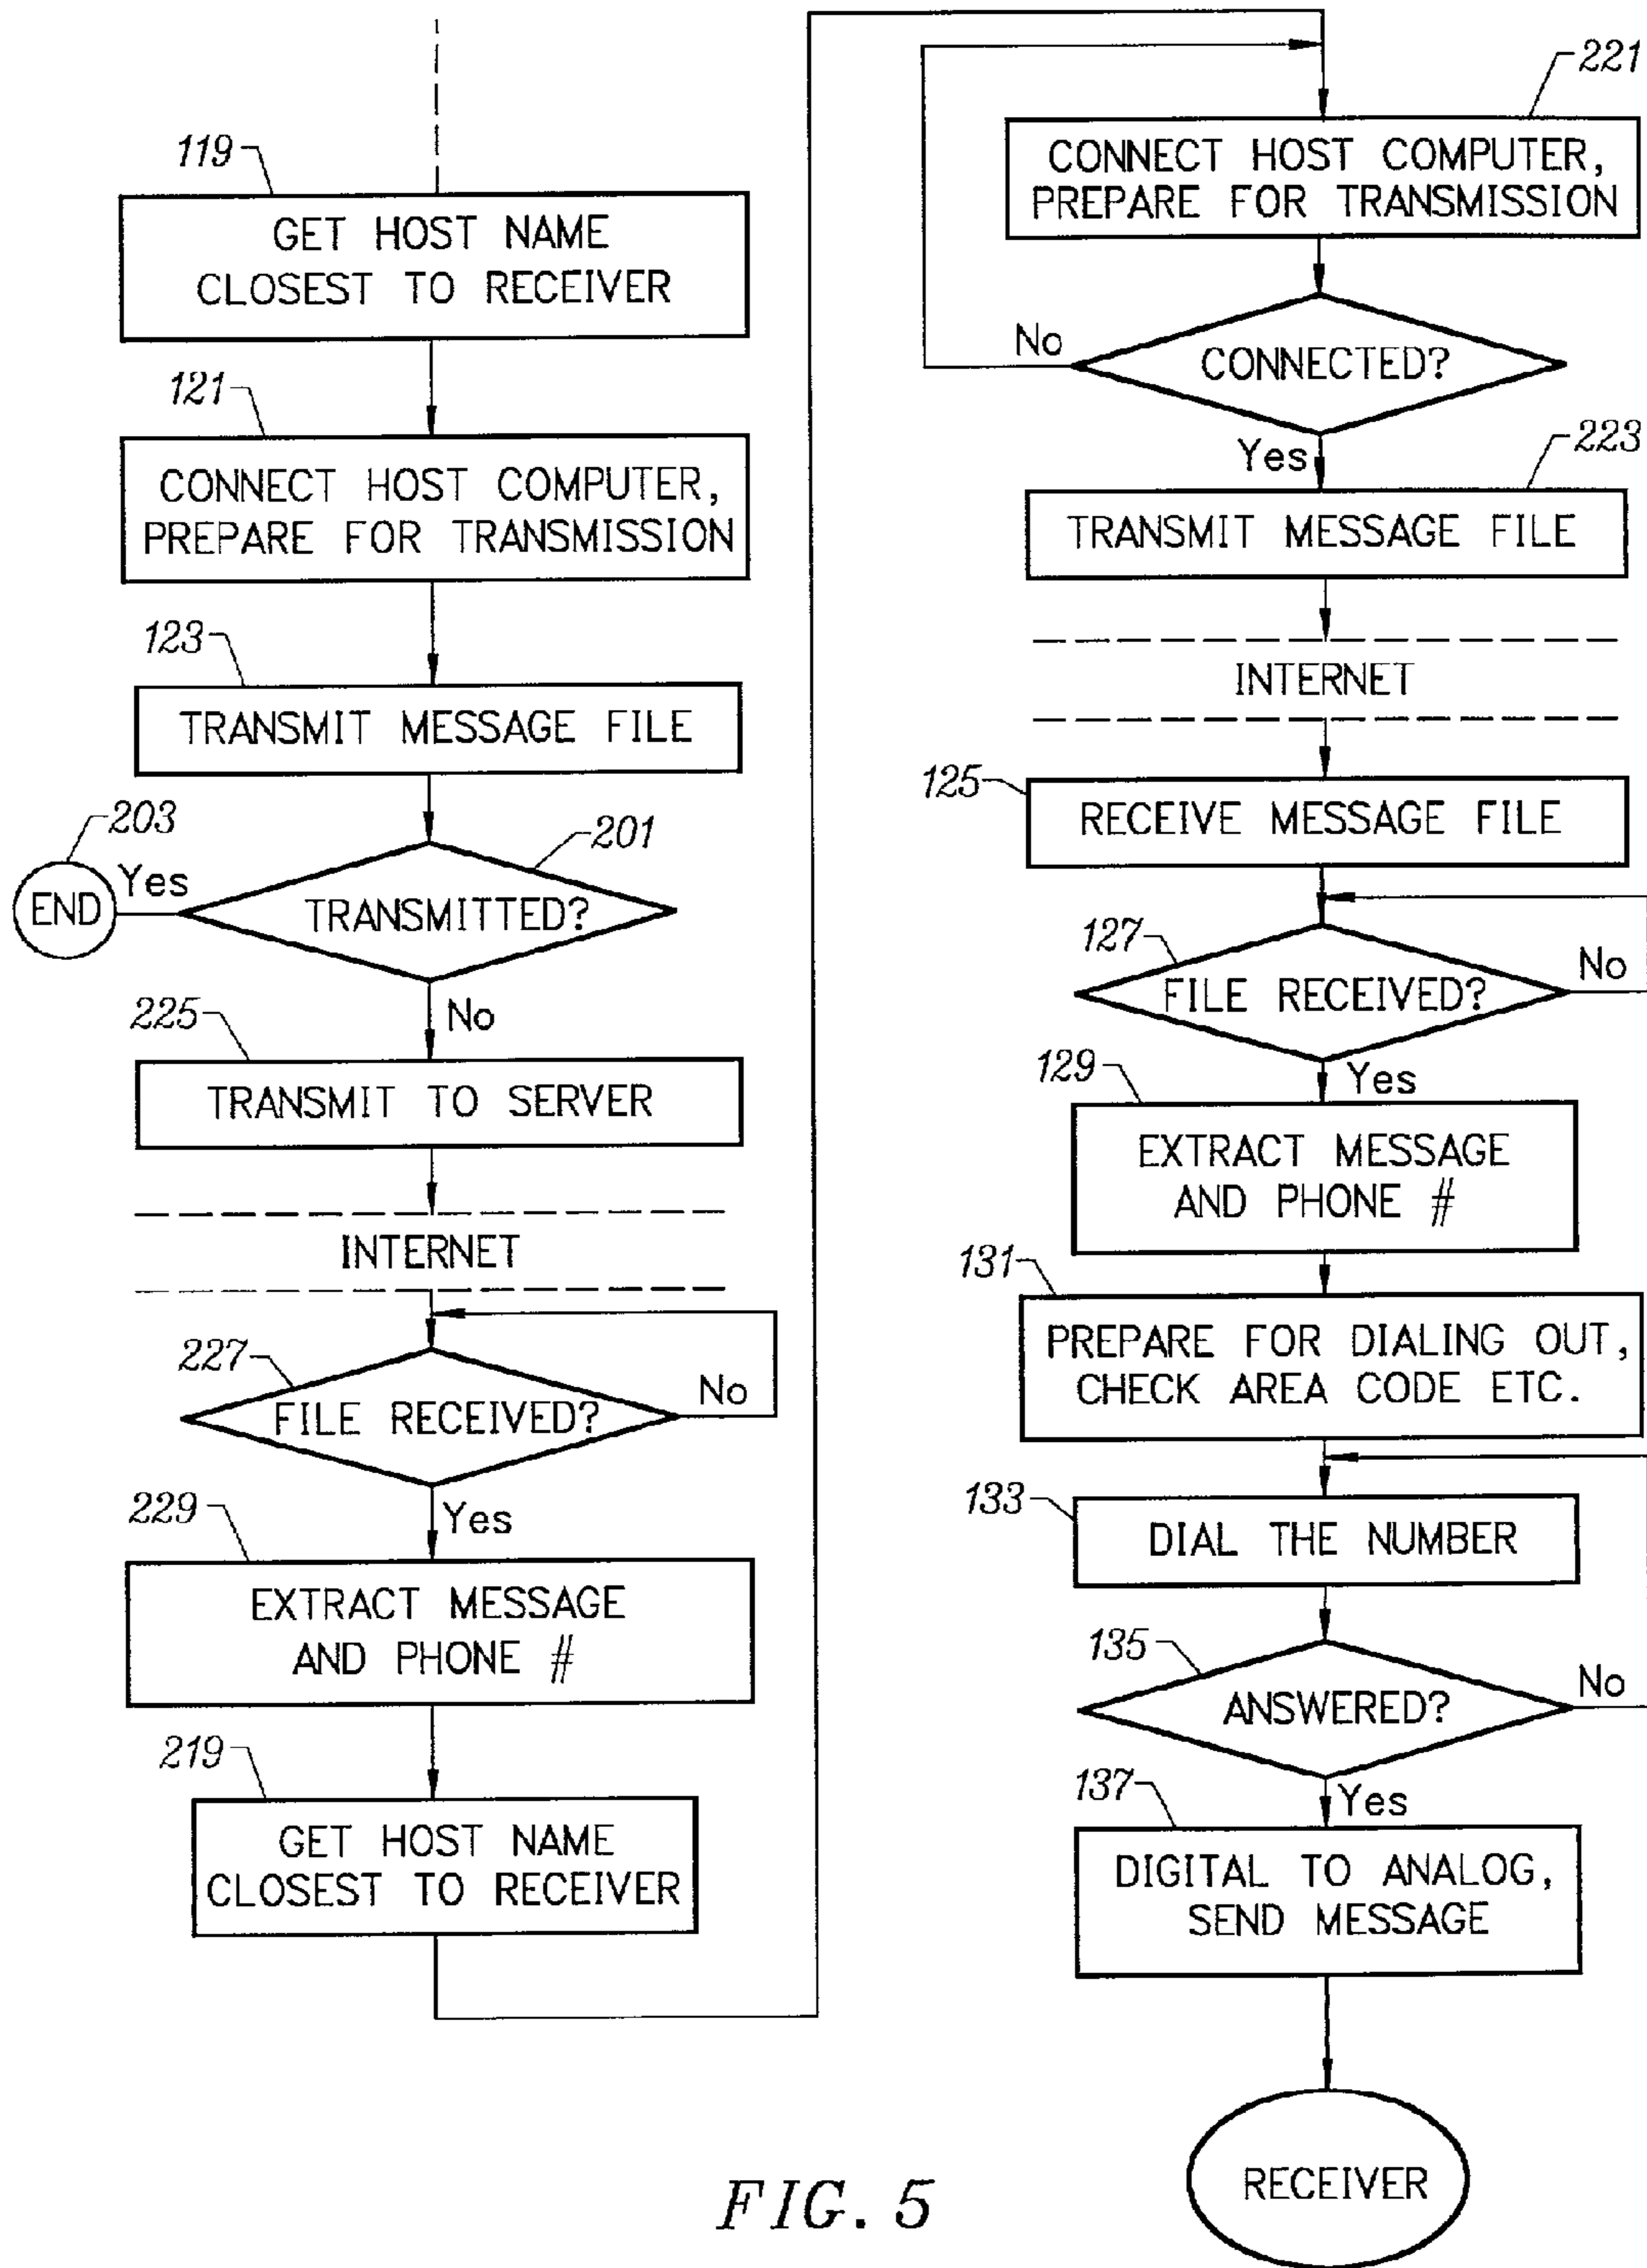 119
GET HOST NAME
CLOSEST TO RECEIVER
121
CONNECT HOST COMPUTER,
PREPARE FOR TRANSMISSION
123
TRANSMIT MESSAGE FILE
203
201
END
Yes
TRANSMITTED?
No
225
TRANSMIT TO SERVER
INTERNET
227
FILE RECEIVED?
No
Yes
229
EXTRACT MESSAGE
AND PHONE #
219
GET HOST NAME
CLOSEST TO RECEIVER
221
CONNECT HOST COMPUTER,
PREPARE FOR TRANSMISSION
No
CONNECTED?
Yes
223
TRANSMIT MESSAGE FILE
INTERNET
125
RECEIVE MESSAGE FILE
127
FILE RECEIVED?
No
Yes
129
EXTRACT MESSAGE
AND PHONE #
131
PREPARE FOR DIALING OUT,
CHECK AREA CODE ETC.
133
DIAL THE NUMBER
135
ANSWERED?
No
Yes
137
DIGITAL TO ANALOG,
SEND MESSAGE
RECEIVER
FIG. 5